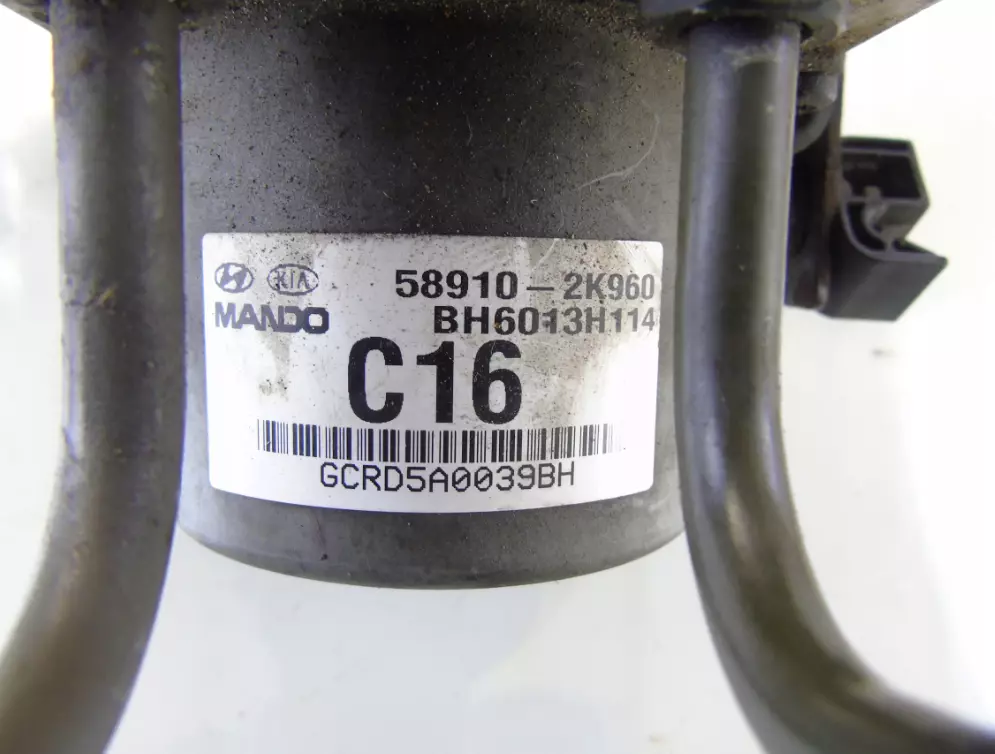 KIA 58910-2K960
MANDO BH6013H114
C16
GCRD5A0039BH